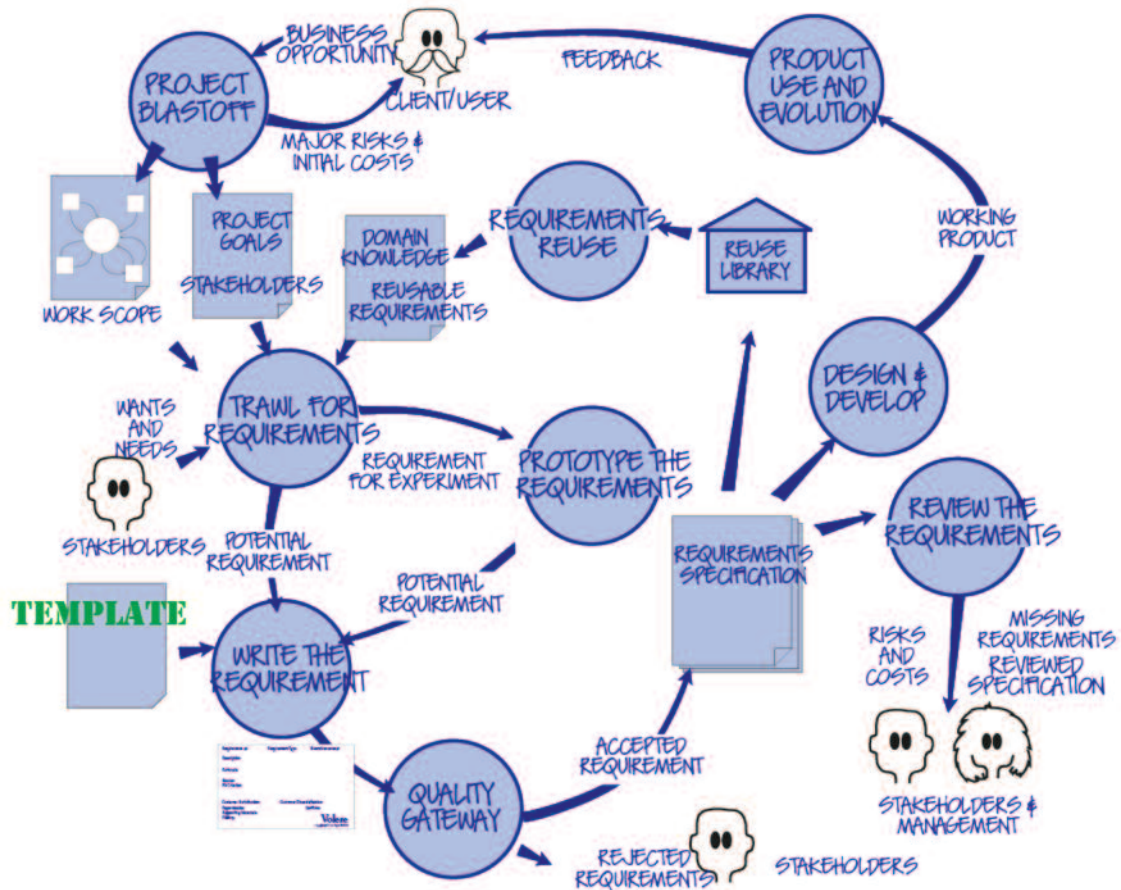 BUSINESS
OPPORTUNITY
PROJECT
BLASTOFF
CLIENT/USER
FEEDBACK
PRODUCT
USE AND
EVOLUTION
MAJOR RISKS &
INITIAL COSTS
PROJECT
GOALS
STAKEHOLDERS
WORK SCOPE
DOMAIN
KNOWLEDGE
REUSABLE
REQUIREMENTS
REQUIREMENTS
REUSE
REUSE
LIBRARY
WORKING
PRODUCT
DESIGN &
DEVELOP
WANTS
AND
NEEDS
STAKEHOLDERS
TRAWL FOR
REQUIREMENTS
REQUIREMENT
FOR EXPERIMENT
PROTOTYPE THE
REQUIREMENTS
POTENTIAL
REQUIREMENT
POTENTIAL
REQUIREMENT
REQUIREMENTS
SPECIFICATION
REVIEW THE
REQUIREMENTS
TEMPLATE
WRITE THE
REQUIREMENT
RISKS
AND
COSTS
MISSING
REQUIREMENTS
REVIEWED
SPECIFICATION
STAKEHOLDERS &
MANAGEMENT
Volere
QUALITY
GATEWAY
ACCEPTED
REQUIREMENT
REJECTED
REQUIREMENTS
STAKEHOLDERS